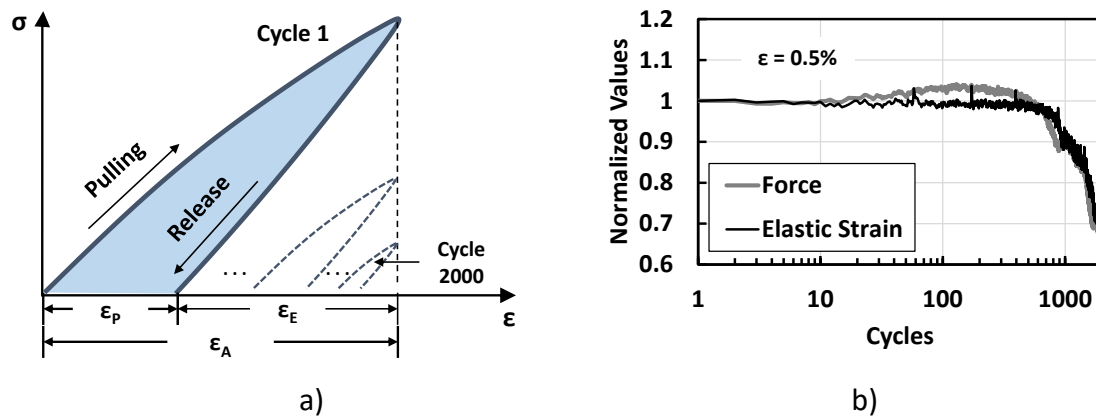 σ
Cycle 1
Pulling
Release
...
...
Cycle
2000
ε
εP
εE
εA
a)
Normalized Values
1.2
1.1
1
0.9
0.8
0.7
0.6
ε = 0.5%
Force
Elastic Strain
1
10
100
1000
Cycles
b)